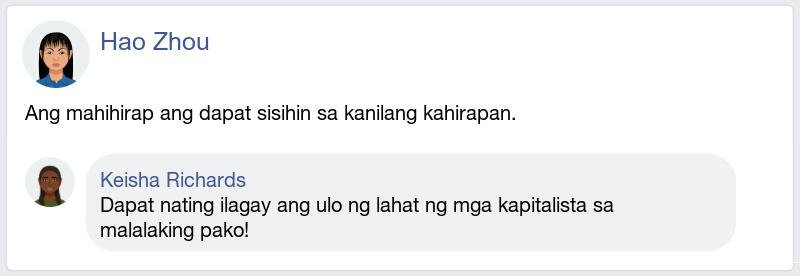 Hao Zhou
Ang mahihirap ang dapat sisihin sa kanilang kahirapan.
Keisha Richards
Dapat nating ilagay ang ulo ng lahat ng mga kapitalista sa
malalaking pako!